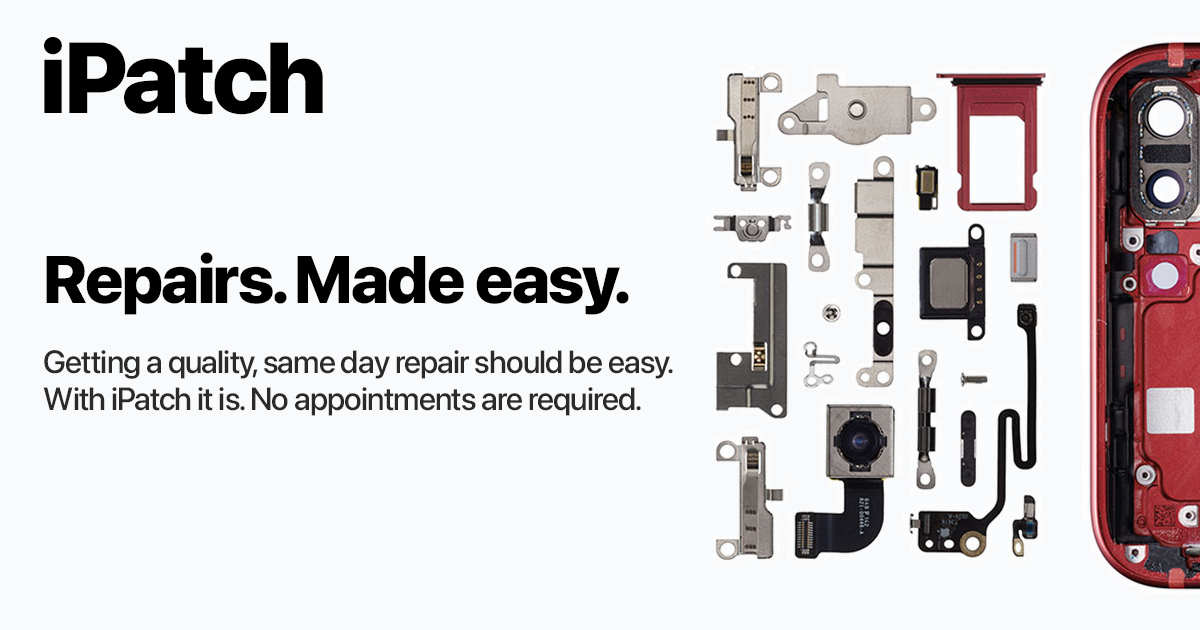 iPatch
Repairs. Made easy.
Getting a quality, same day repair should be easy.
With iPatch it is. No appointments are required.